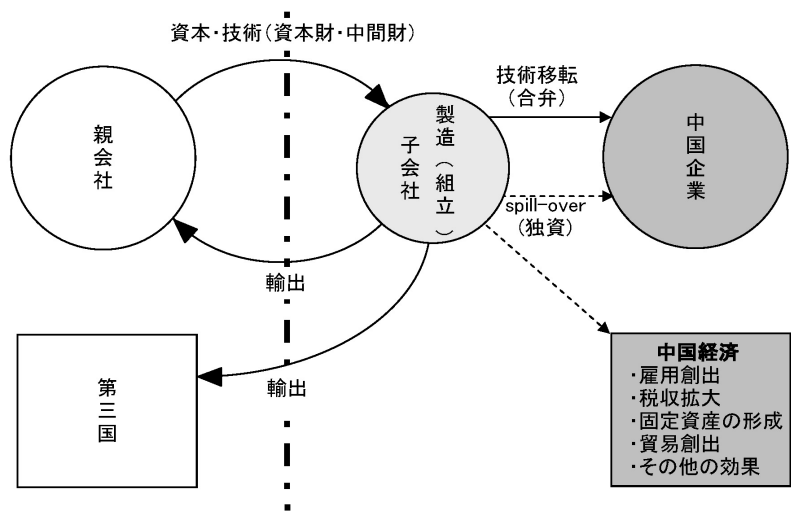 資本・技術（資本財・中間財）
親会社
製造（組立）
子会社
技術移転
（合弁）
中国企業
spill-over
（独資）
輸出
輸出
第三国
中国経済
・雇用創出
・税収拡大
・固定資産の形成
・貿易創出
・その他の効果